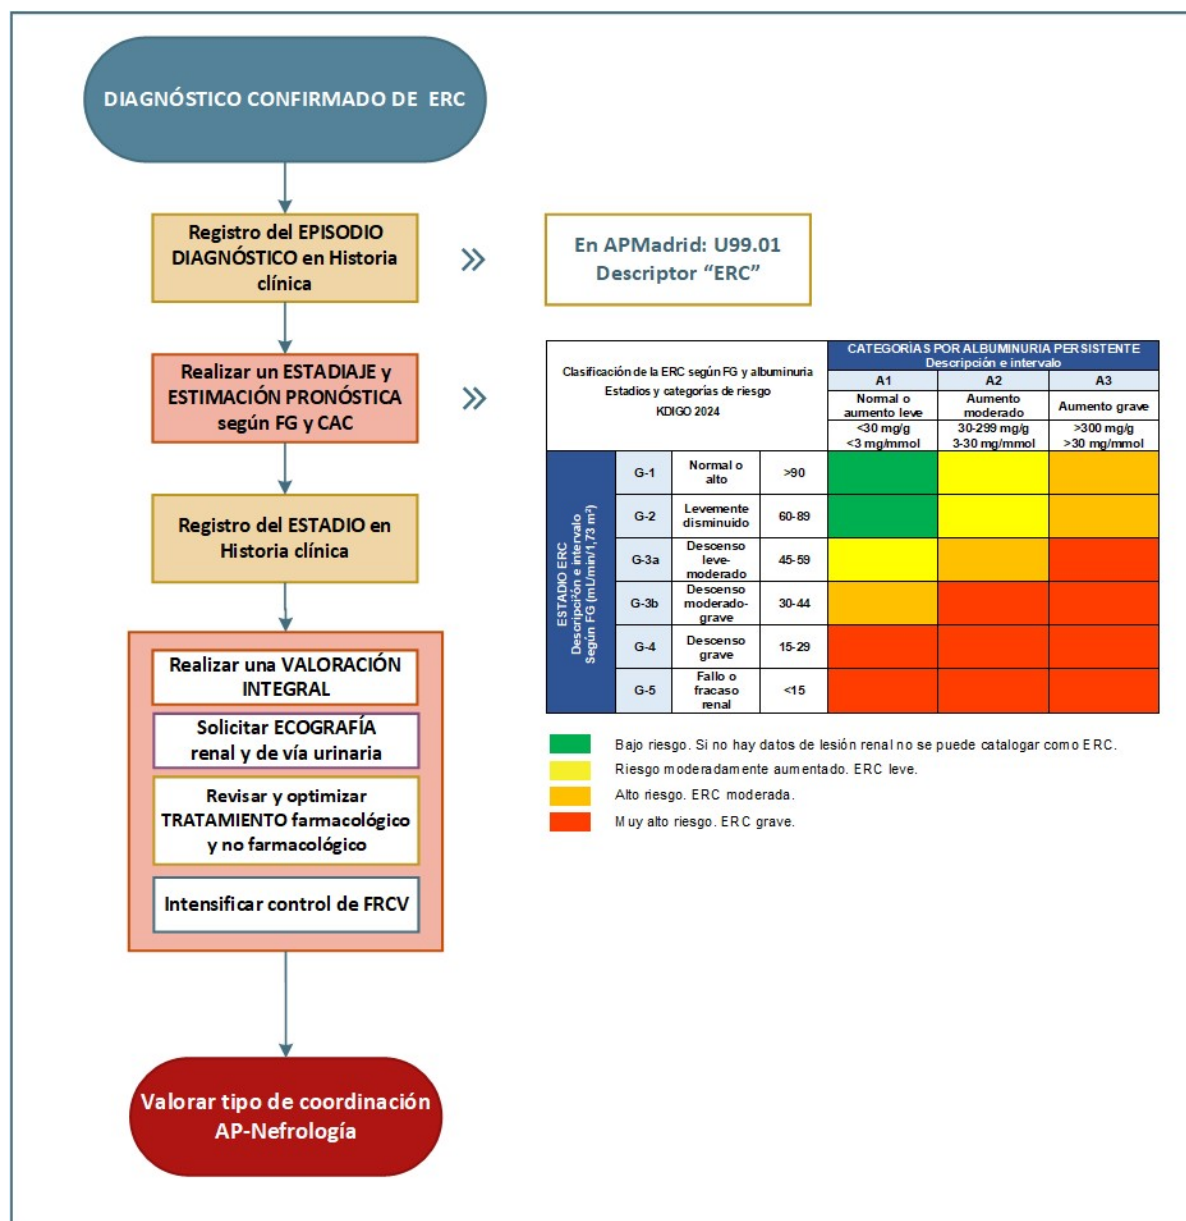 DIAGNÓSTICO CONFIRMADO DE ERC
Registro del EPISODIO
DIAGNÓSTICO en Historia
clínica
En APMadrid: U99.01
Descriptor “ERC”
Realizar un ESTADIAJE y
ESTIMACIÓN PRONÓSTICA
según FG y CAC
Clasificación de la ERC según FG y albuminuria
Estadios y categorías de riesgo
KDIGO 2024
CATEGORÍAS POR ALBUMINURIA PERSISTENTE
Descripción e intervalo
A1
A2
A3
Normal o
aumento leve
Aumento
moderado
Aumento grave
<30 mg/g
<3 mg/mmol
30-299 mg/g
3-30 mg/mmol
>300 mg/g
>30 mg/mmol
ESTADIO ERC
Descripción e intervalo
Según FG (mL/min/1,73 m²)
G-1
Normal o
alto
>90
G-2
Levemente
disminuido
60-89
G-3a
Descenso
leve-
moderado
45-59
G-3b
Descenso
moderado-
grave
30-44
G-4
Descenso
grave
15-29
G-5
Fallo o
fracaso
renal
<15
Bajo riesgo. Si no hay datos de lesión renal no se puede catalogar como ERC.
Riesgo moderadamente aumentado. ERC leve.
Alto riesgo. ERC moderada.
Muy alto riesgo. ERC grave.
Registro del ESTADIO en
Historia clínica
Realizar una VALORACIÓN
INTEGRAL
Solicitar ECOGRAFÍA
renal y de vía urinaria
Revisar y optimizar
TRATAMIENTO farmacológico
y no farmacológico
Intensificar control de FRCV
Valorar tipo de coordinación
AP-Nefrología